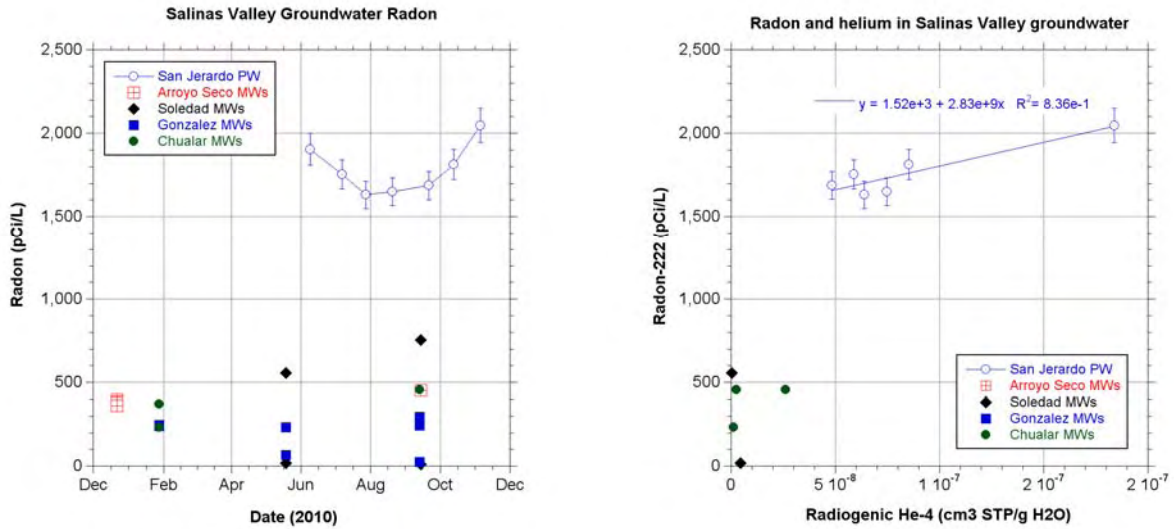 Salinas Valley Groundwater Radon
2,500
2,000
1,500
1,000
500
0
Radon (pCi/L)
San Jerardo PW
Arroyo Seco MWs
Soledad MWs
Gonzalez MWs
Chualar MWs
Dec Feb Apr Jun Aug Oct Dec
Date (2010)
Radon and helium in Salinas Valley groundwater
2,500
2,000
1,500
1,000
500
0
Radon-222 (pCi/L)
y = 1.52e+3 + 2.83e+9x R²= 8.36e-1
San Jerardo PW
Arroyo Seco MWs
Soledad MWs
Gonzalez MWs
Chualar MWs
0 5 10⁻⁸ 1 10⁻⁷ 2 10⁻⁷ 2 10⁻⁷
Radiogenic He-4 (cm3 STP/g H2O)